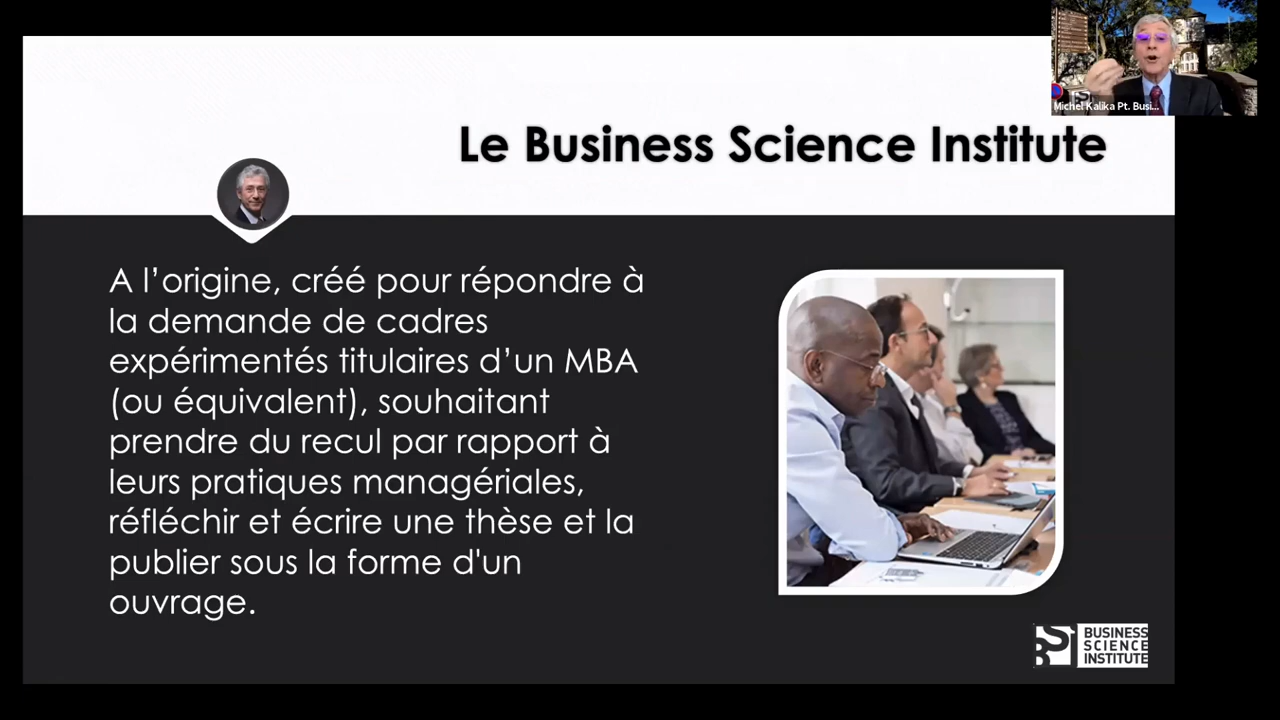 Michel Kalika Pt. Busi...
Le Business Science Institute
A l’origine, créé pour répondre à
la demande de cadres
expérimentés titulaires d’un MBA
(ou équivalent), souhaitant
prendre du recul par rapport à
leurs pratiques managériales,
réfléchir et écrire une thèse et la
publier sous la forme d'un
ouvrage.
BUSINESS
SCIENCE
INSTITUTE